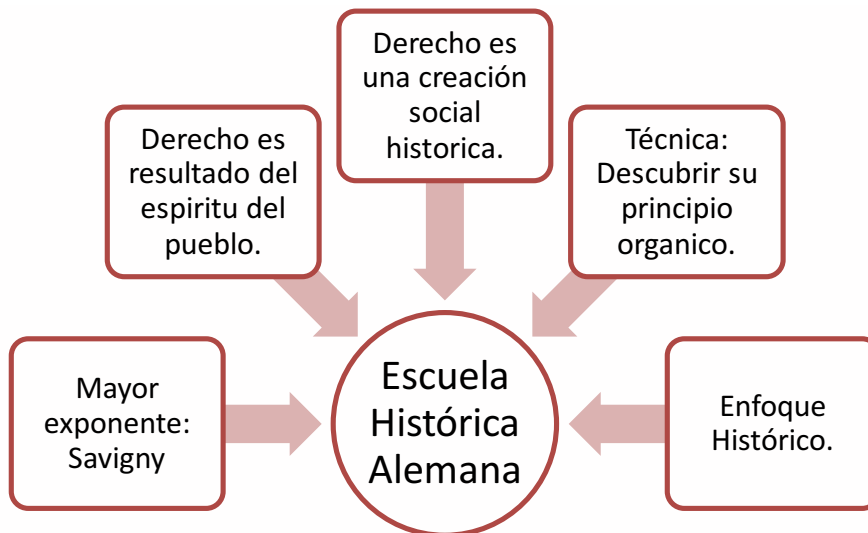 Derecho es
una creación
social
historica.
Derecho es
resultado del
espiritu del
pueblo.
Técnica:
Descubrir su
principio
organico.
Mayor
exponente:
Savigny
Escuela
Histórica
Alemana
Enfoque
Histórico.